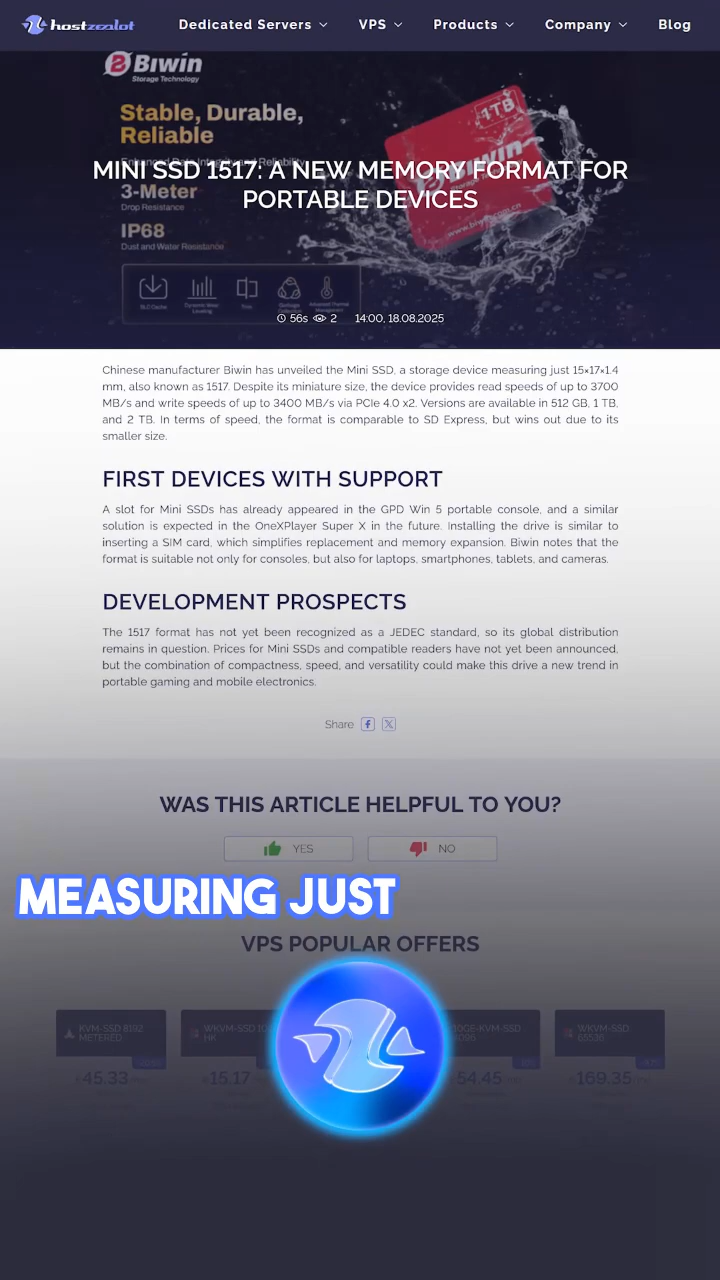 hostzealot
Dedicated Servers
VPS
Products
Company
Blog
Biwin
Storage Technology
Stable, Durable,
Reliable
1TB
MINI SSD 1517: A NEW MEMORY FORMAT FOR
PORTABLE DEVICES
3-Meter
Drop Resistance
IP68
Dust and Water Resistance
www.biwin.com.cn
SLC Cache
Trim
56s 2 14:00, 18.08.2025
Chinese manufacturer Biwin has unveiled the Mini SSD, a storage device measuring just 15×17×1.4
mm, also known as 1517. Despite its miniature size, the device provides read speeds of up to 3700
MB/s and write speeds of up to 3400 MB/s via PCIe 4.0 x2. Versions are available in 512 GB, 1 TB,
and 2 TB. In terms of speed, the format is comparable to SD Express, but wins out due to its
smaller size.
FIRST DEVICES WITH SUPPORT
A slot for Mini SSDs has already appeared in the GPD Win 5 portable console, and a similar
solution is expected in the OneXPlayer Super X in the future. Installing the drive is similar to
inserting a SIM card, which simplifies replacement and memory expansion. Biwin notes that the
format is suitable not only for consoles, but also for laptops, smartphones, tablets, and cameras.
DEVELOPMENT PROSPECTS
The 1517 format has not yet been recognized as a JEDEC standard, so its global distribution
remains in question. Prices for Mini SSDs and compatible readers have not yet been announced,
but the combination of compactness, speed, and versatility could make this drive a new trend in
portable gaming and mobile electronics.
Share
WAS THIS ARTICLE HELPFUL TO YOU?
YES
NO
MEASURING JUST
VPS POPULAR OFFERS
KVM-SSD 8192
METERED
WKVM-SSD
HK
KVM-SSD
WKVM-SSD
65536
45.33
15.17
54.45
169.35